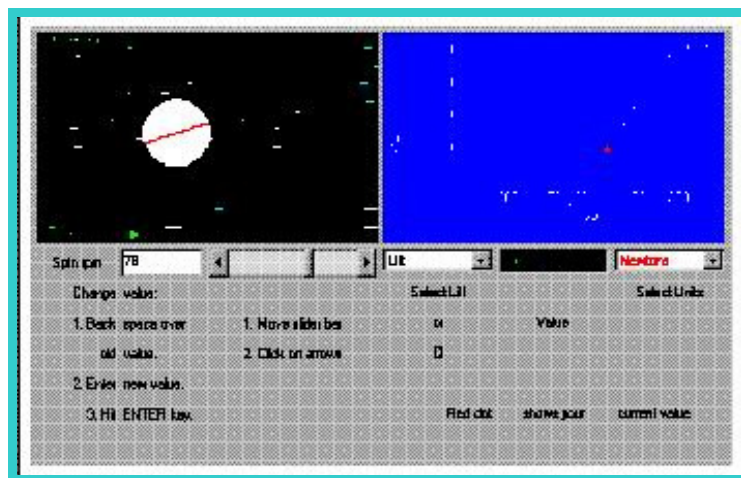 Spin rpm 78 Lift Newtons
Change value: Select Lift Select Units
1. Back space over 1. Move slider bar or Value
old value. 2. Click on arrows D
2. Enter new value.
3. Hit ENTER key. Red dot shows your current value